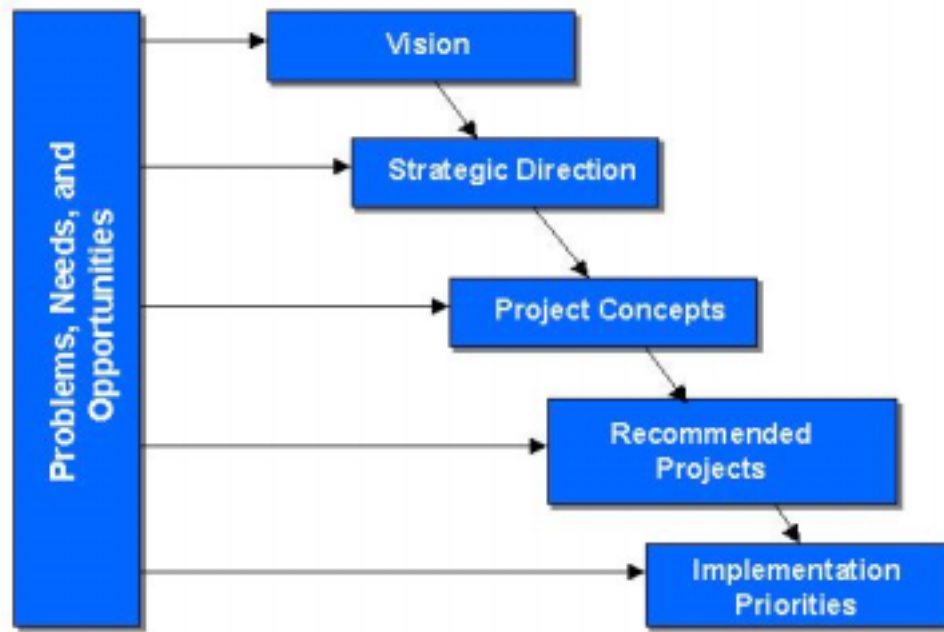 Problems, Needs, and
Opportunities
Vision
Strategic Direction
Project Concepts
Recommended
Projects
Implementation
Priorities